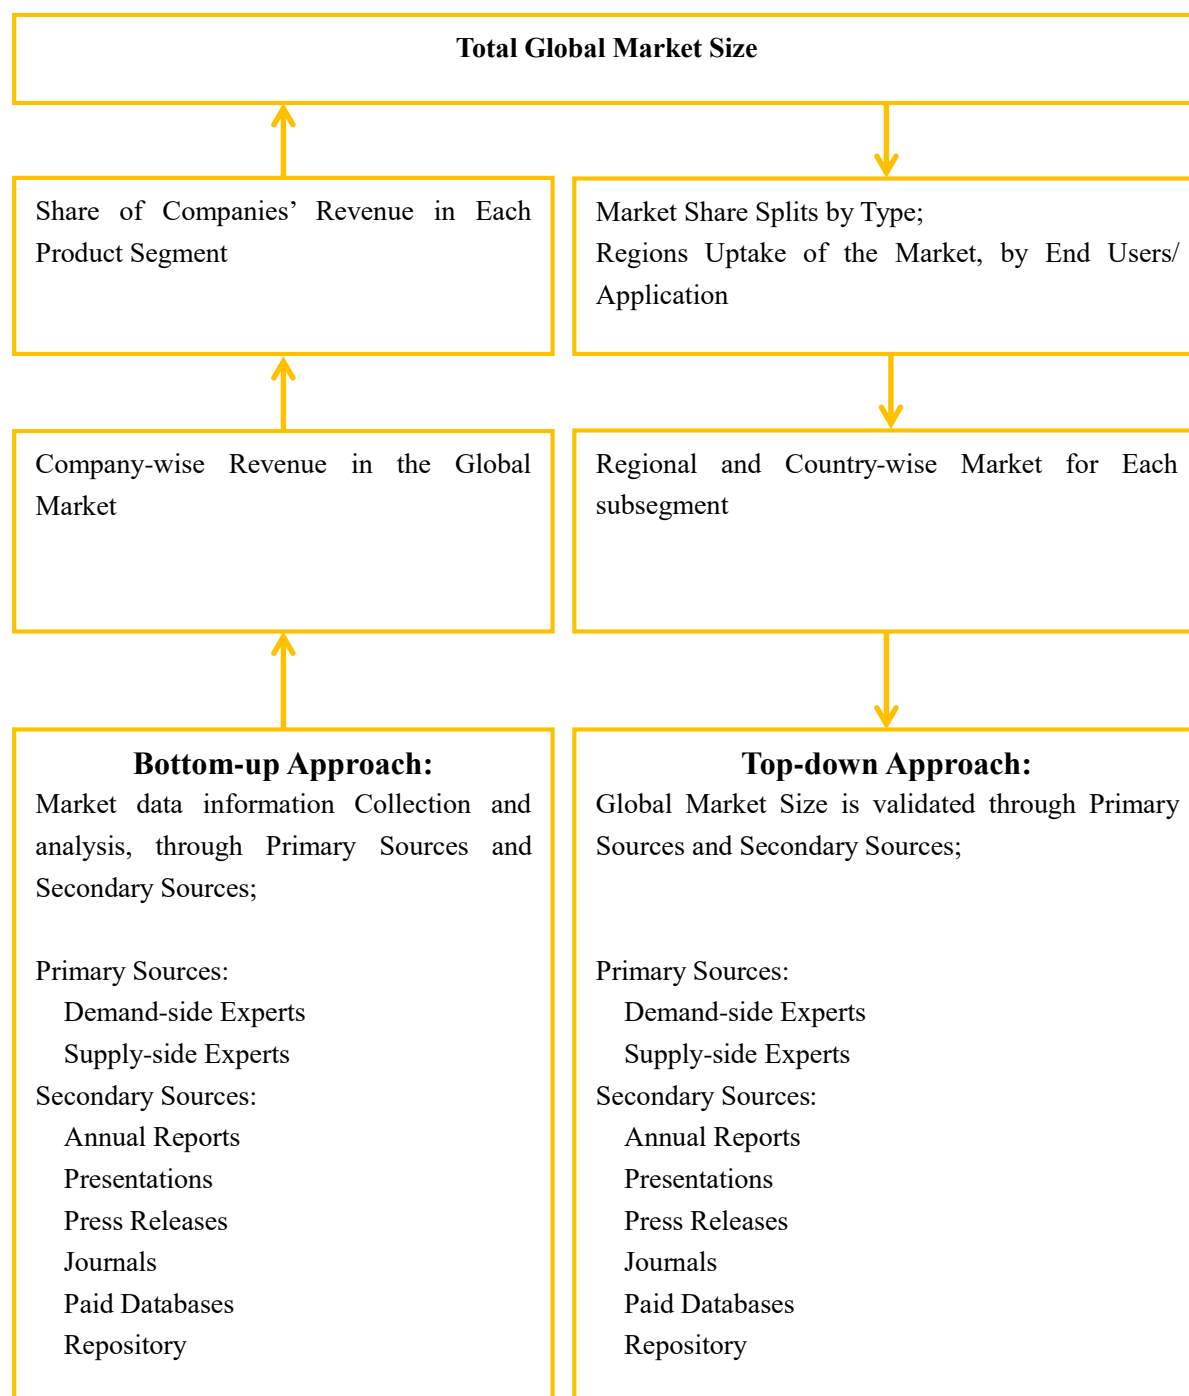 Total Global Market Size
Share of Companies’ Revenue in Each
Product Segment
Market Share Splits by Type;
Regions Uptake of the Market, by End Users/
Application
Company-wise Revenue in the Global
Market
Regional and Country-wise Market for Each
subsegment
Bottom-up Approach:
Market data information Collection and
analysis, through Primary Sources and
Secondary Sources;
Primary Sources:
Demand-side Experts
Supply-side Experts
Secondary Sources:
Annual Reports
Presentations
Press Releases
Journals
Paid Databases
Repository
Top-down Approach:
Global Market Size is validated through Primary
Sources and Secondary Sources;
Primary Sources:
Demand-side Experts
Supply-side Experts
Secondary Sources:
Annual Reports
Presentations
Press Releases
Journals
Paid Databases
Repository